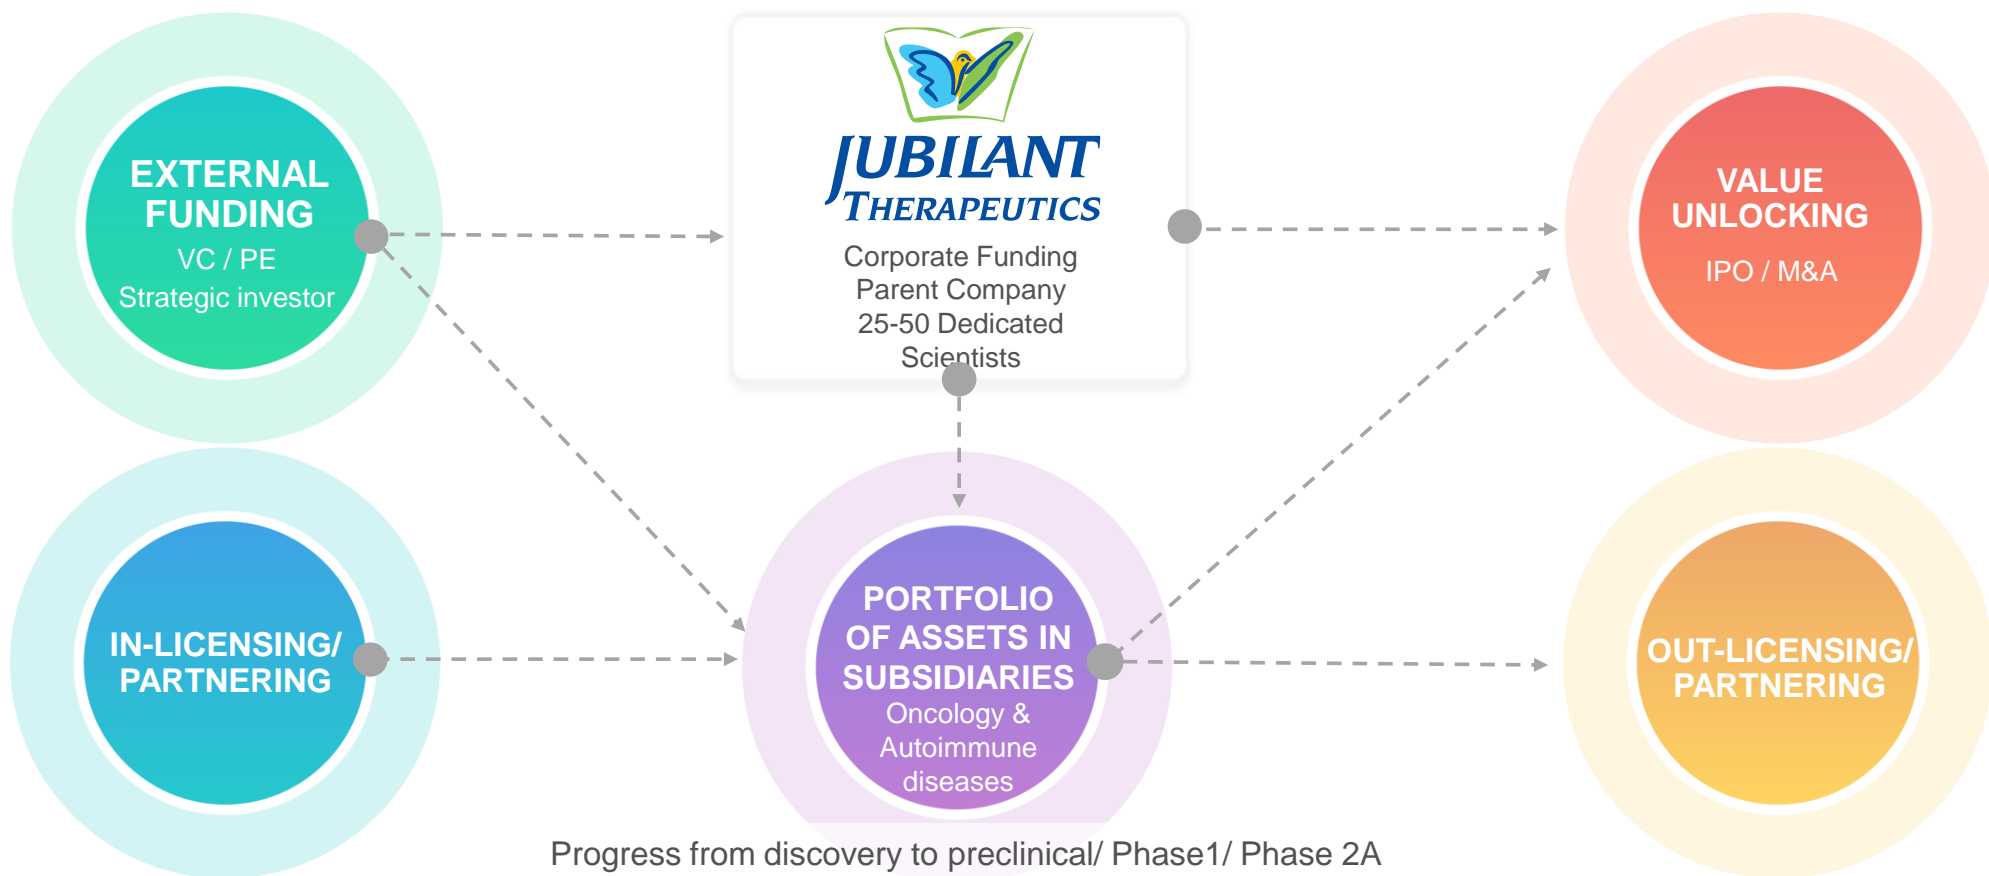 EXTERNAL
FUNDING
VC / PE
Strategic investor
JUBILANT
THERAPEUTICS
Corporate Funding
Parent Company
25-50 Dedicated
Scientists
VALUE
UNLOCKING
IPO / M&A
IN-LICENSING/
PARTNERING
PORTFOLIO
OF ASSETS IN
SUBSIDIARIES
Oncology &
Autoimmune
diseases
OUT-LICENSING/
PARTNERING
Progress from discovery to preclinical/ Phase1/ Phase 2A